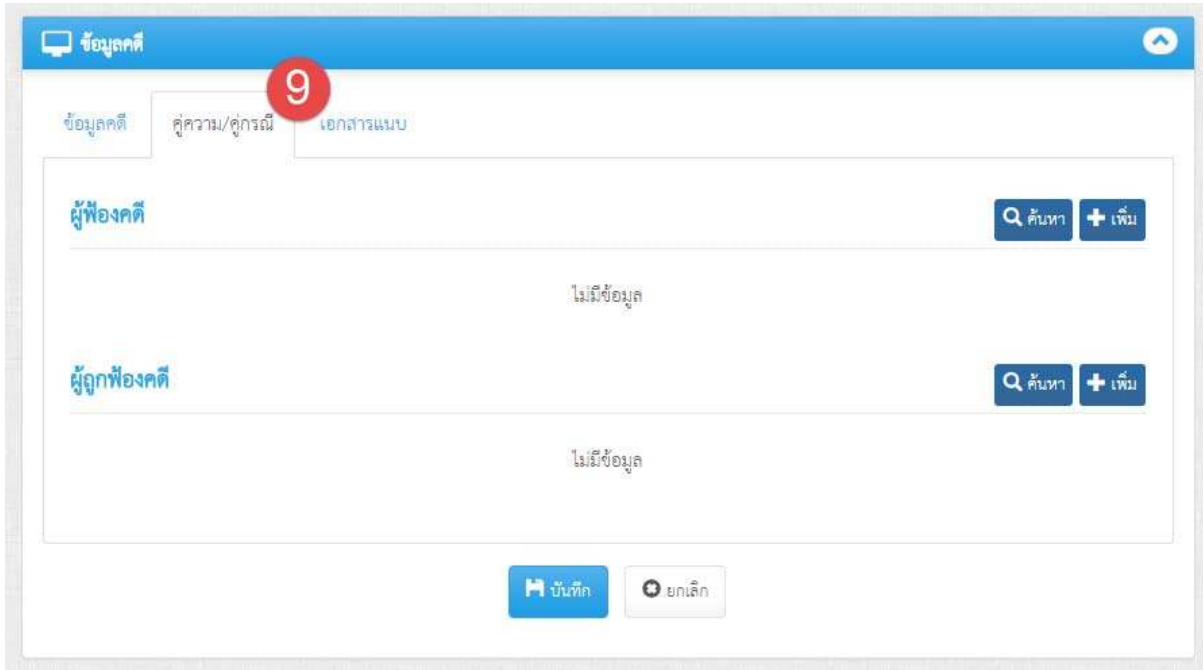 ข้อมูลคดี
9
ข้อมูลคดี คู่ความ/คู่กรณี เอกสารแนบ
ผู้ฟ้องคดี ค้นหา เพิ่ม
ไม่มีข้อมูล
ผู้ถูกฟ้องคดี ค้นหา เพิ่ม
ไม่มีข้อมูล
บันทึก ยกเลิก